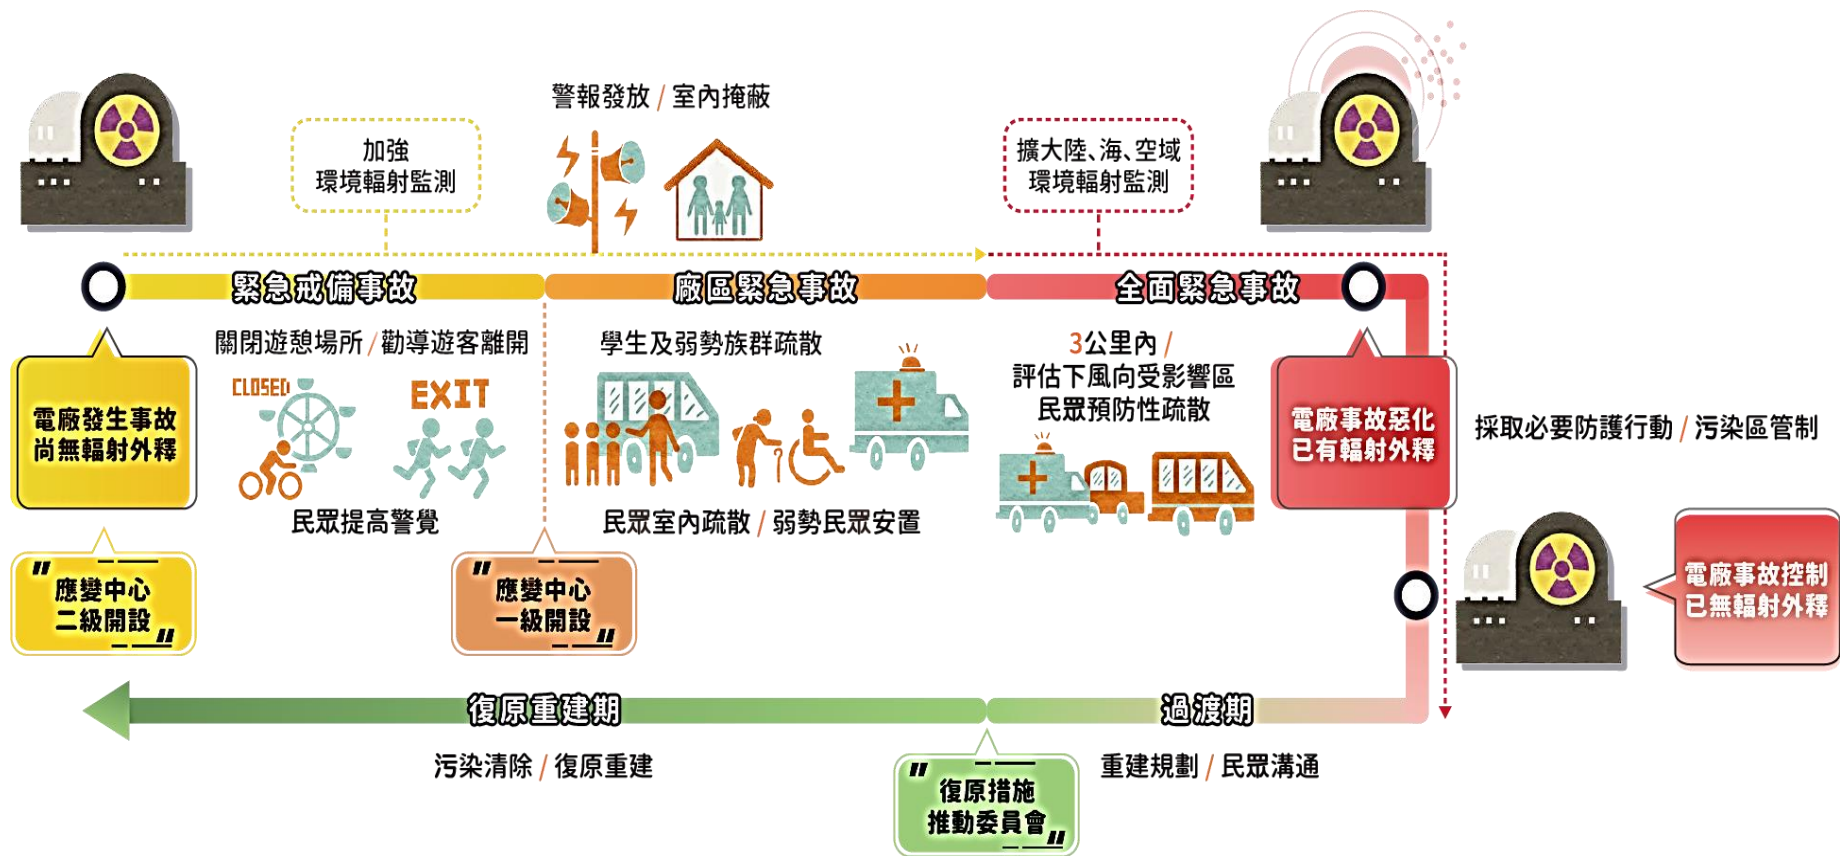 警報發放 / 室內掩蔽
加強
環境輻射監測
擴大陸、海、空域
環境輻射監測
緊急戒備事故
廠區緊急事故
全面緊急事故
電廠發生事故
尚無輻射外釋
關閉遊憩場所 / 勸導遊客離開
CLOSED
EXIT
民眾提高警覺
學生及弱勢族群疏散
民眾室內疏散 / 弱勢民眾安置
3公里內 /
評估下風向受影響區
民眾預防性疏散
電廠事故惡化
已有輻射外釋
採取必要防護行動 / 污染區管制
"應變中心
二級開設"
"應變中心
一級開設"
電廠事故控制
已無輻射外釋
復原重建期
過渡期
污染清除 / 復原重建
"復原措施
推動委員會"
重建規劃 / 民眾溝通